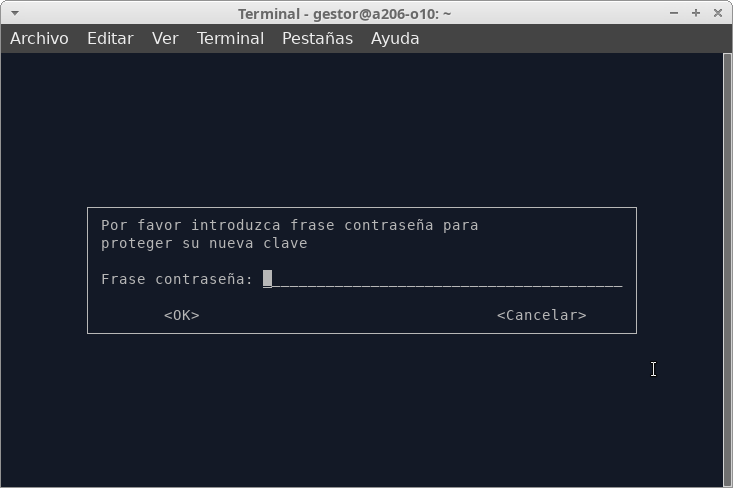 Terminal - gestor@a206-o10: ~
Archivo Editar Ver Terminal Pestañas Ayuda
Por favor introduzca frase contraseña para
proteger su nueva clave
Frase contraseña: ________________________________________
<OK> <Cancelar>